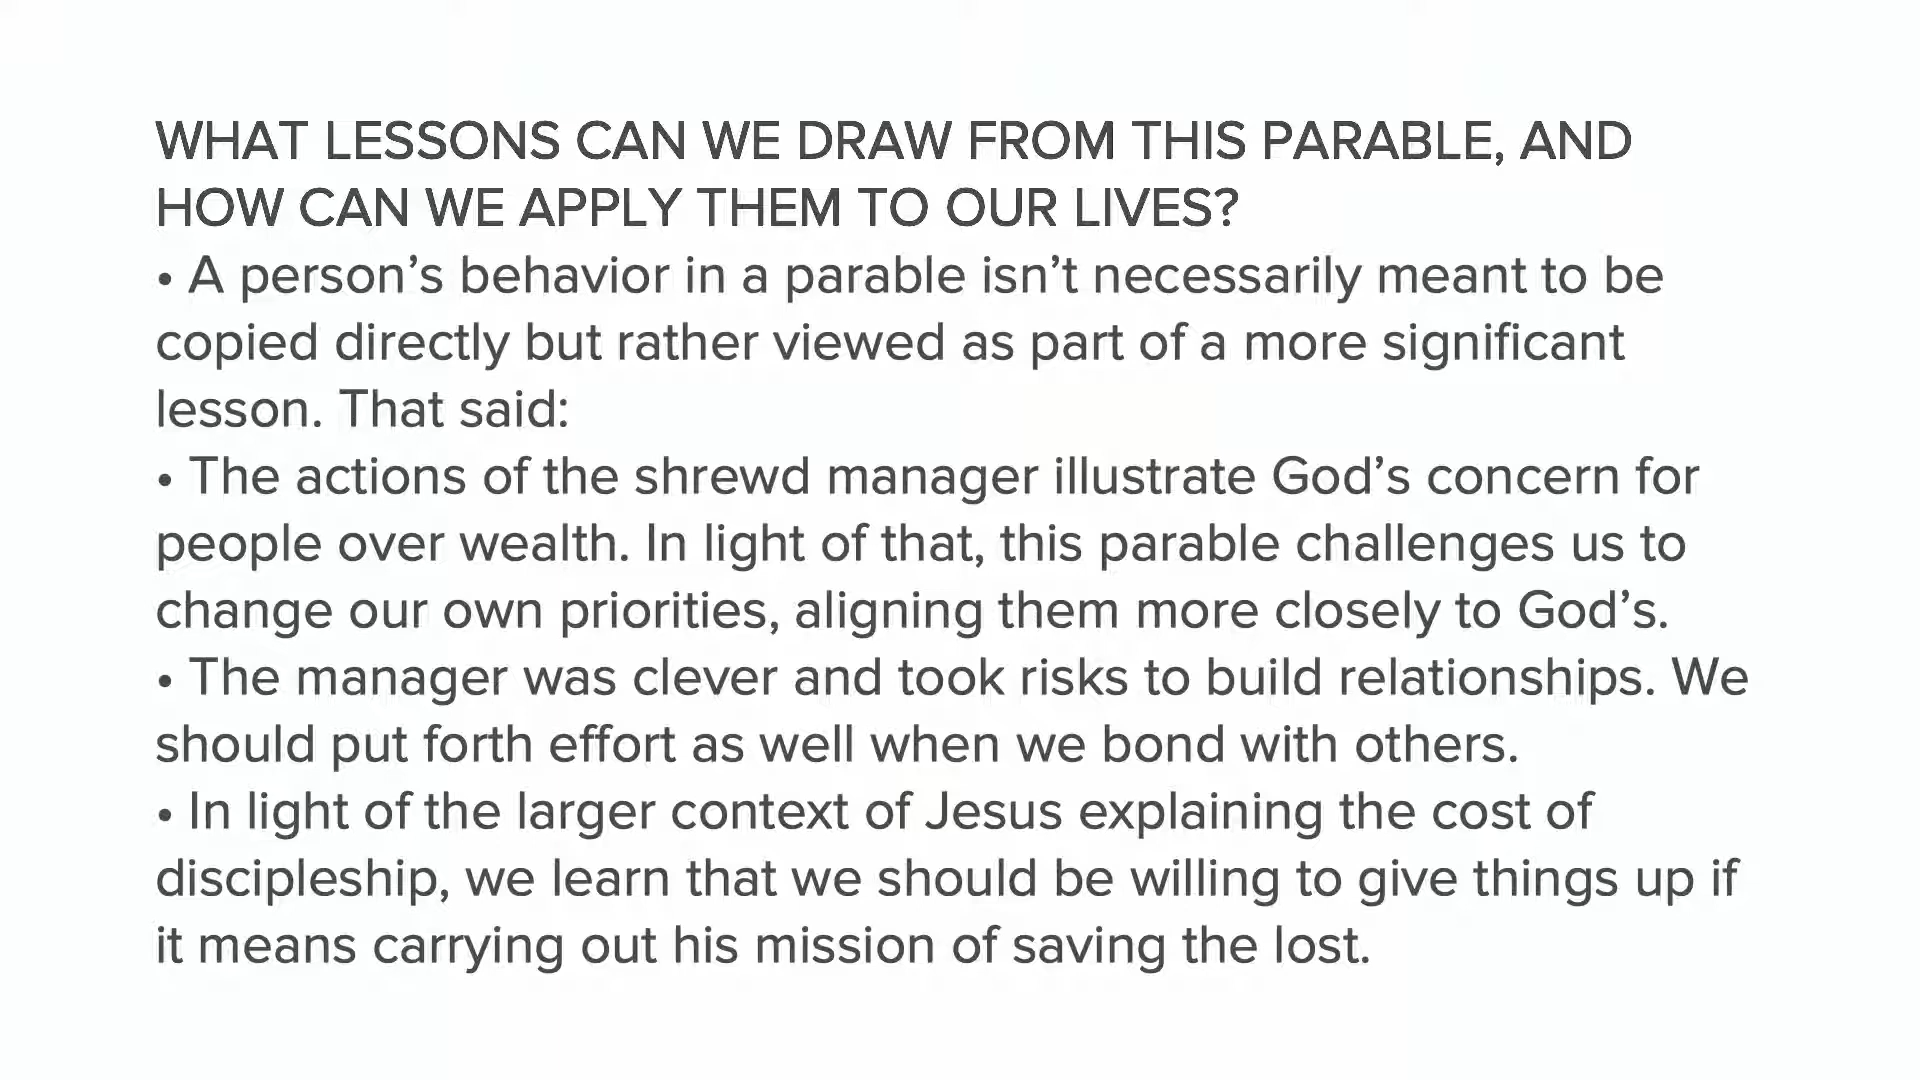 WHAT LESSONS CAN WE DRAW FROM THIS PARABLE, AND
HOW CAN WE APPLY THEM TO OUR LIVES?
• A person’s behavior in a parable isn’t necessarily meant to be
copied directly but rather viewed as part of a more significant
lesson. That said:
• The actions of the shrewd manager illustrate God’s concern for
people over wealth. In light of that, this parable challenges us to
change our own priorities, aligning them more closely to God’s.
• The manager was clever and took risks to build relationships. We
should put forth effort as well when we bond with others.
• In light of the larger context of Jesus explaining the cost of
discipleship, we learn that we should be willing to give things up if
it means carrying out his mission of saving the lost.